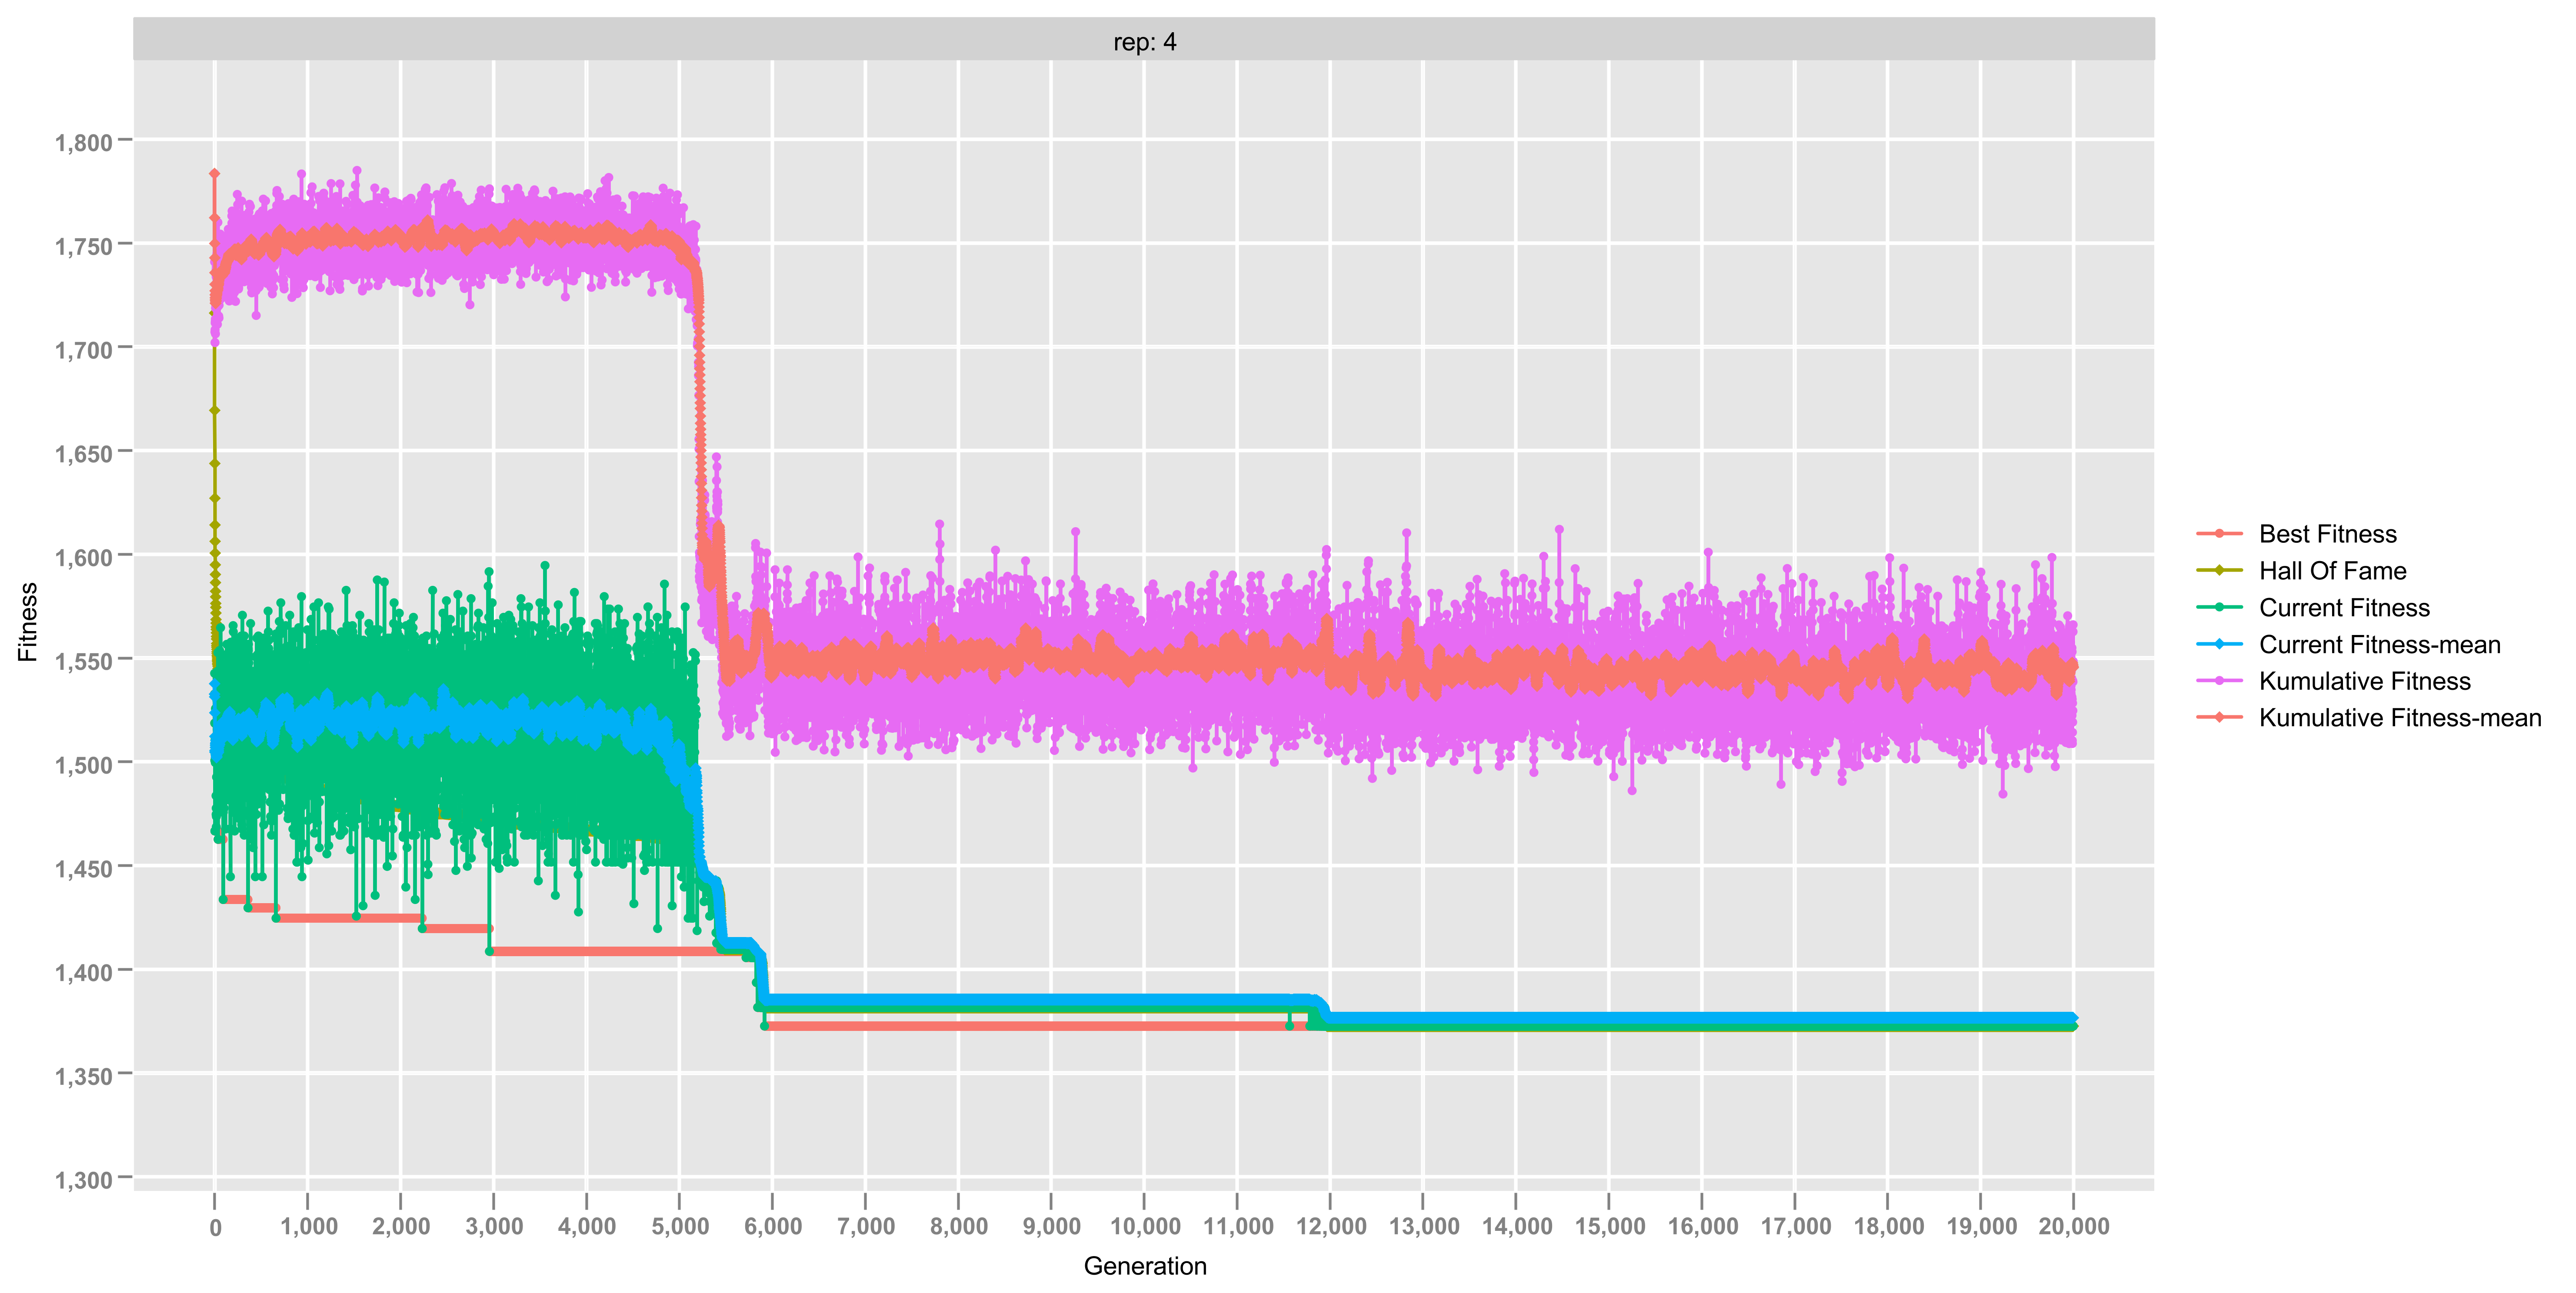 rep: 4
1,800
1,750
1,700
1,650
1,600
1,550
1,500
1,450
1,400
1,350
1,300
Fitness
0 1,000 2,000 3,000 4,000 5,000 6,000 7,000 8,000 9,000 10,000 11,000 12,000 13,000 14,000 15,000 16,000 17,000 18,000 19,000 20,000
Generation
Best Fitness
Hall Of Fame
Current Fitness
Current Fitness-mean
Kumulative Fitness
Kumulative Fitness-mean